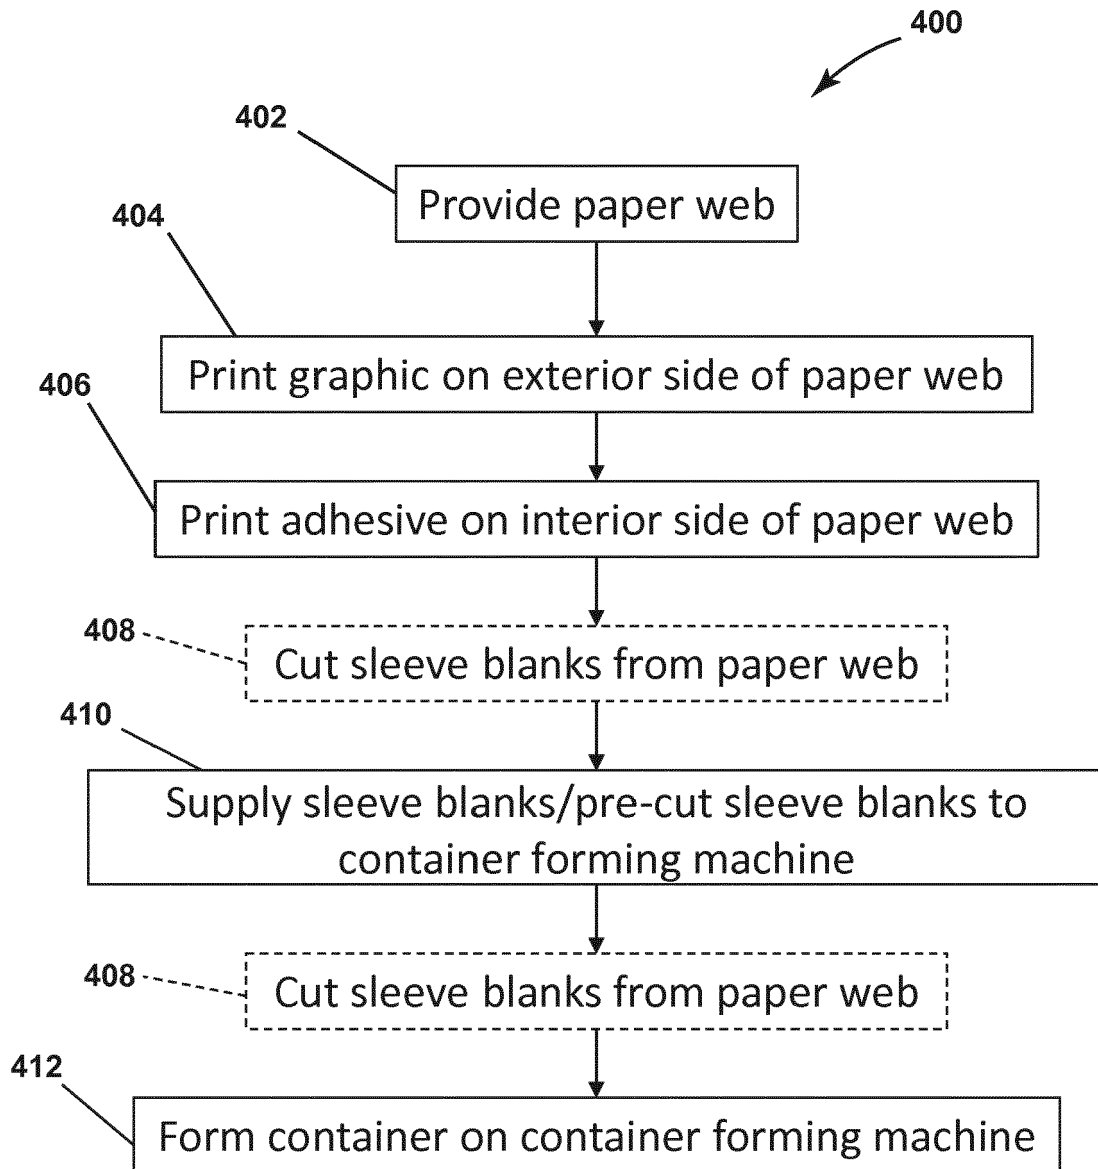 400
402
Provide paper web
404
Print graphic on exterior side of paper web
406
Print adhesive on interior side of paper web
408
Cut sleeve blanks from paper web
410
Supply sleeve blanks/pre-cut sleeve blanks to
container forming machine
408
Cut sleeve blanks from paper web
412
Form container on container forming machine